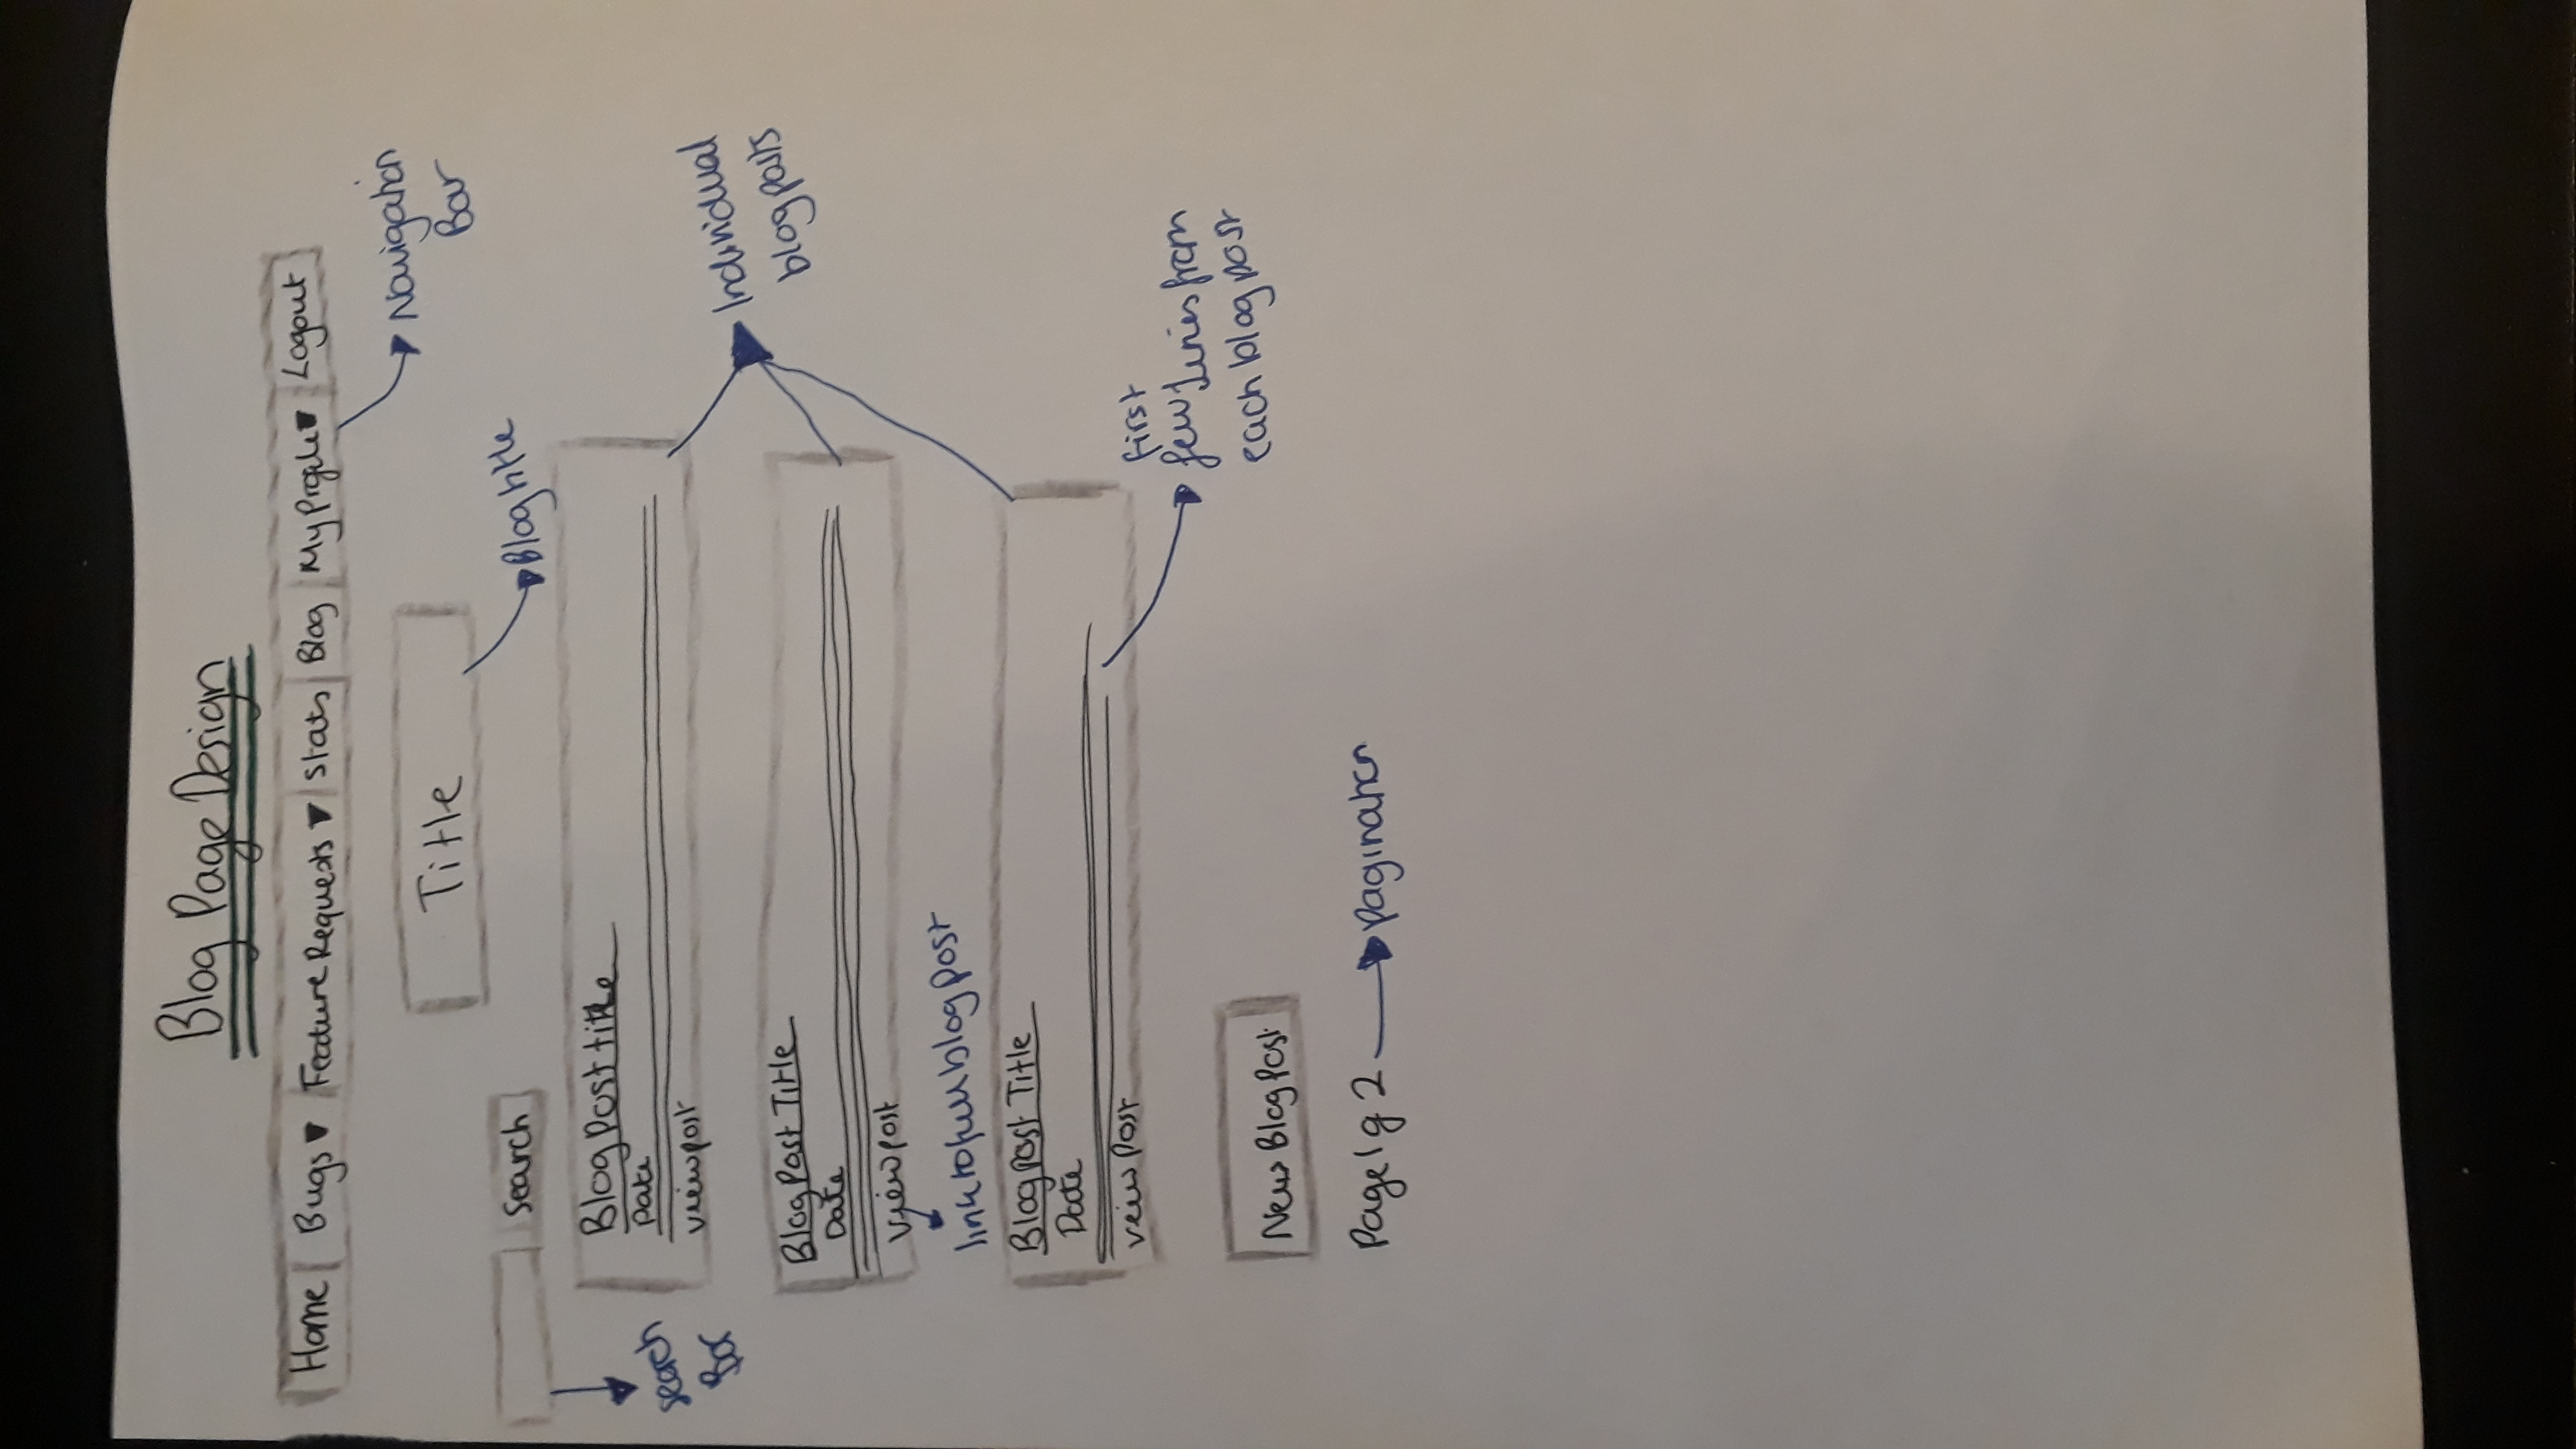 Blog Page Design
Home Bugs▼ Feature Requests ▼ Stats Blog My Profile▼ Logout
Navigation
Bar
Title
Blog title
Search
search
Bar
Blog post title
Date
view post
Individual
blog posts
Blog Post Title
Date
view post
link to full blog post
Blog post Title
Date
veiw Post
first
few lines from
each blog post
New Blog Post
Page 1 of 2
pagination